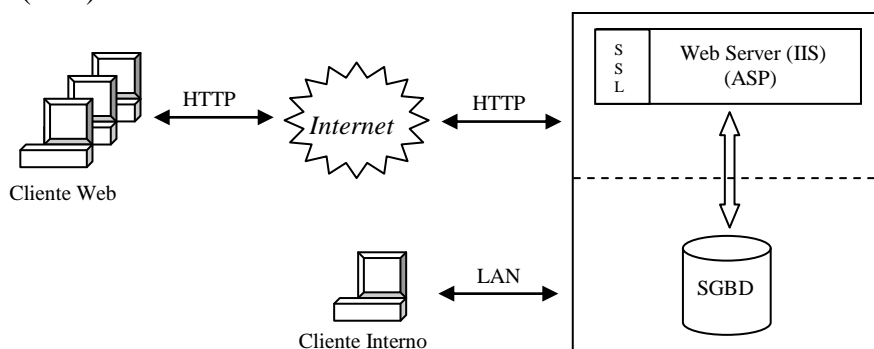 S
S
L
Web Server (IIS)
(ASP)
HTTP
Internet
HTTP
Cliente Web
SGBD
LAN
Cliente Interno